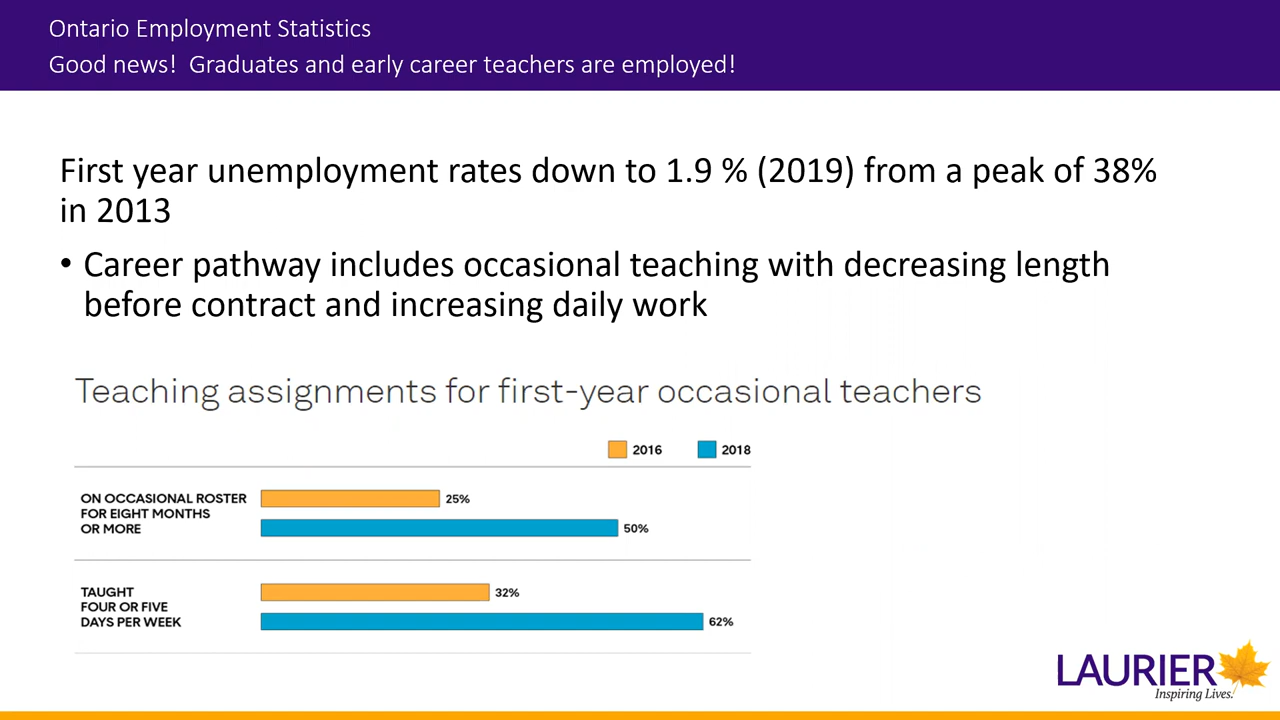 Ontario Employment Statistics
Good news!  Graduates and early career teachers are employed!
First year unemployment rates down to 1.9 % (2019) from a peak of 38%
in 2013
• Career pathway includes occasional teaching with decreasing length
before contract and increasing daily work
Teaching assignments for first-year occasional teachers
2016 2018
ON OCCASIONAL ROSTER
FOR EIGHT MONTHS
OR MORE
25%
50%
TAUGHT
FOUR OR FIVE
DAYS PER WEEK
32%
62%
LAURIER
Inspiring Lives.